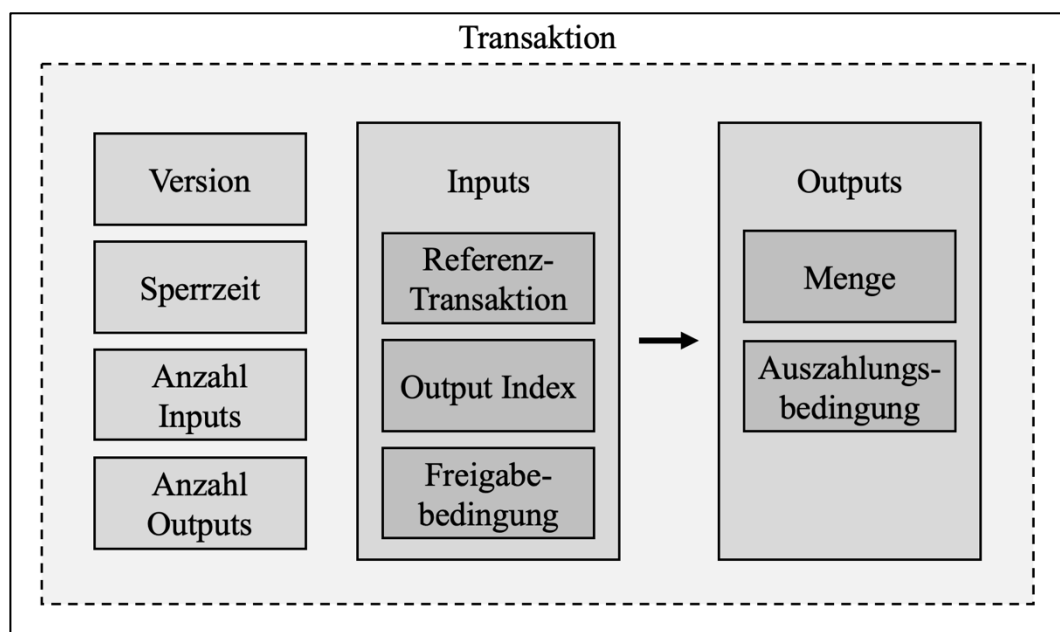 Transaktion
Version
Sperrzeit
Anzahl
Inputs
Anzahl
Outputs
Inputs
Referenz-
Transaktion
Output Index
Freigabe-
bedingung
Outputs
Menge
Auszahlungs-
bedingung